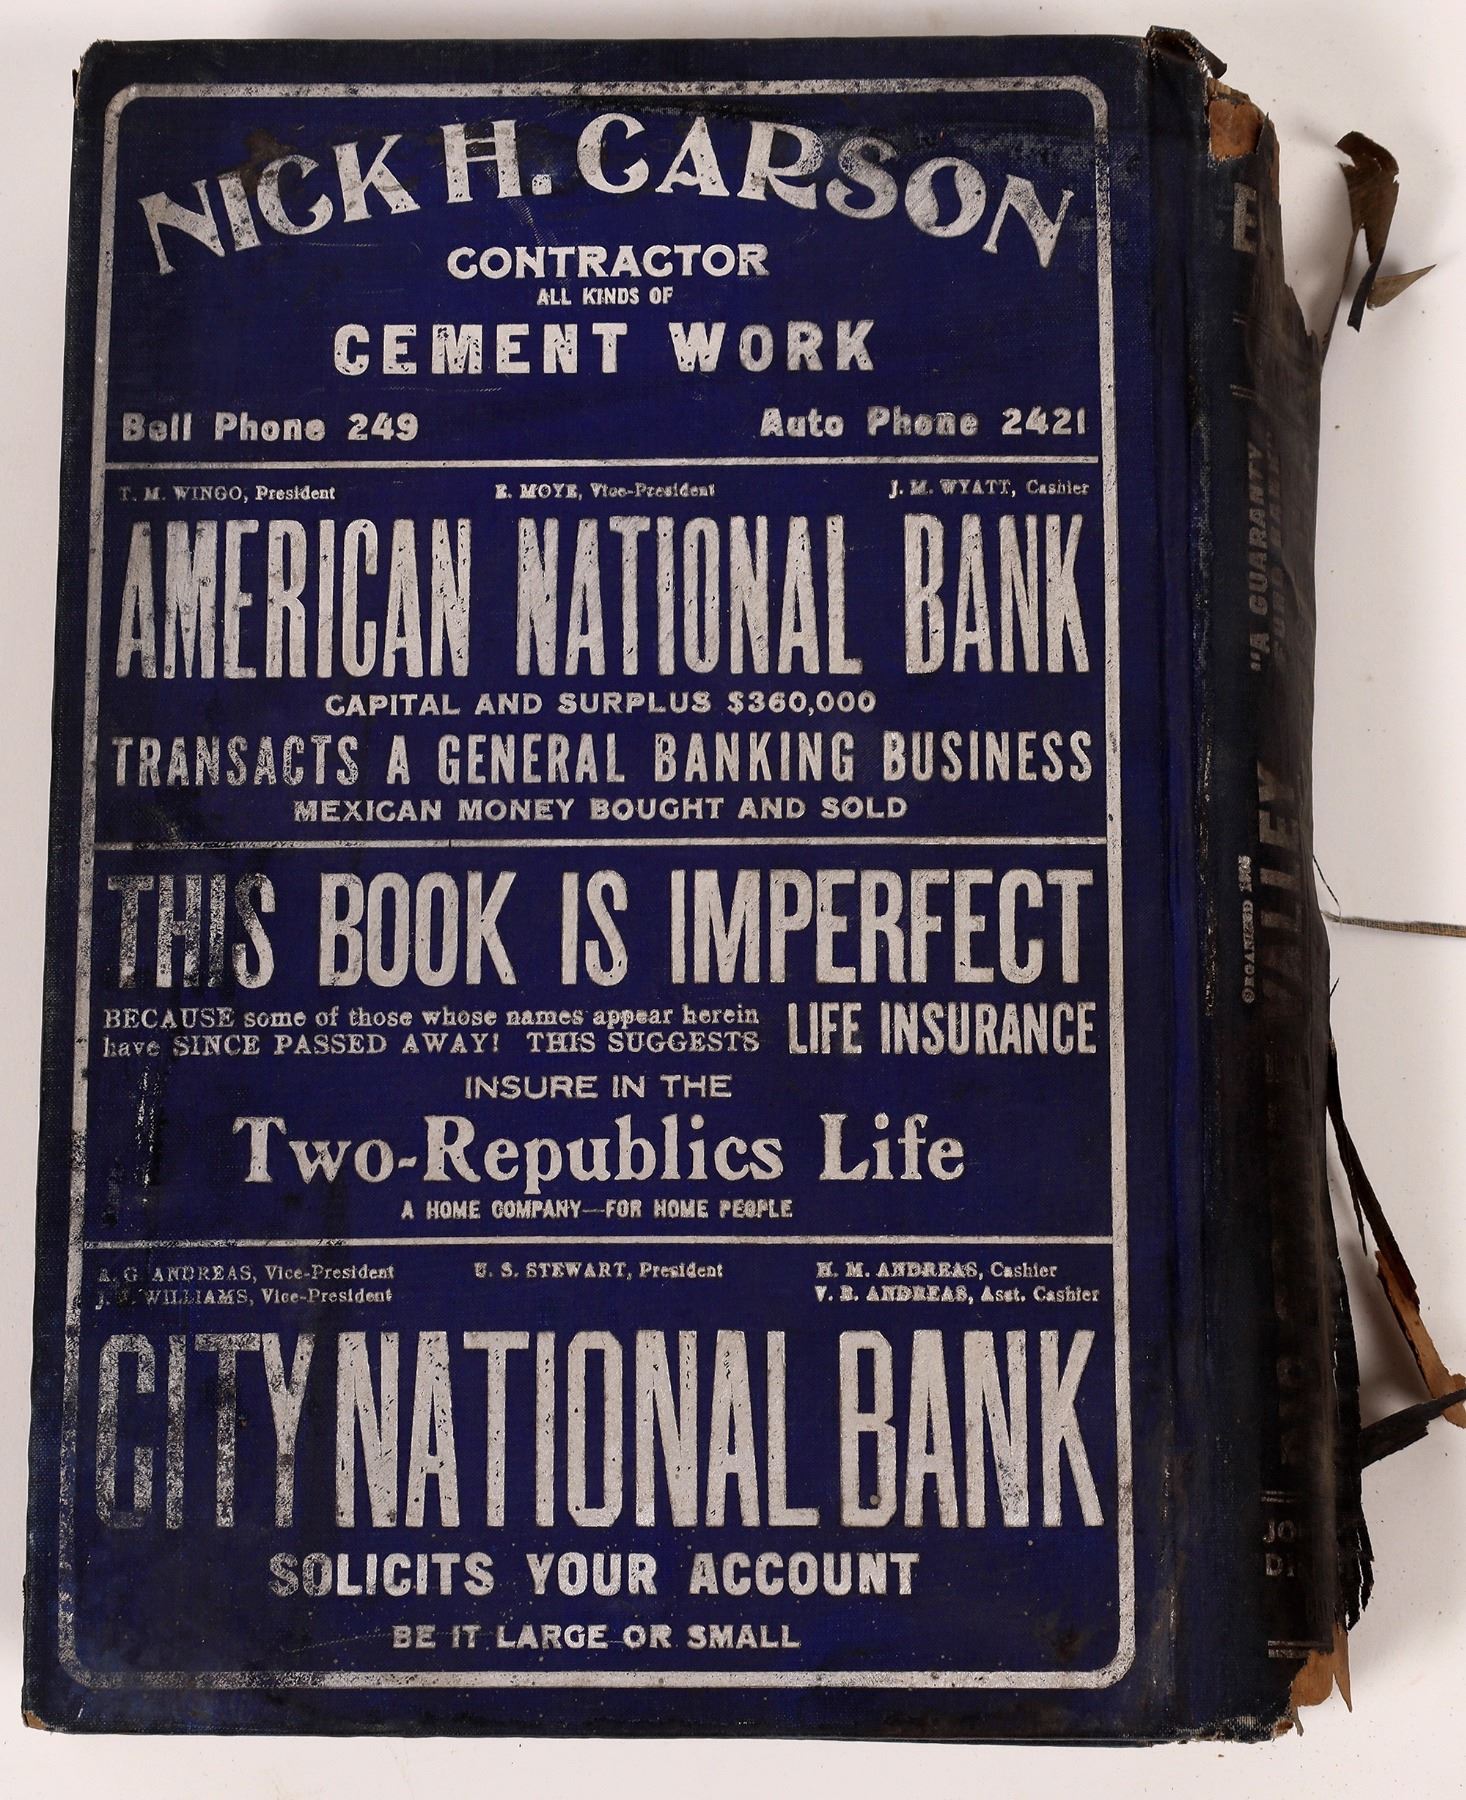 NICK H. CARSON
CONTRACTOR
ALL KINDS OF
CEMENT WORK
Bell Phone 249 Auto Phone 2421
T. M. WINGO, President E. MOYE, Vice-President J. M. WYATT, Cashier
AMERICAN NATIONAL BANK
CAPITAL AND SURPLUS $360,000
TRANSACTS A GENERAL BANKING BUSINESS
MEXICAN MONEY BOUGHT AND SOLD
THIS BOOK IS IMPERFECT
BECAUSE some of those whose names appear herein
have SINCE PASSED AWAY! THIS SUGGESTS
LIFE INSURANCE
INSURE IN THE
Two-Republics Life
A HOME COMPANY—FOR HOME PEOPLE
A. G. ANDREAS, Vice-President U. S. STEWART, President H. M. ANDREAS, Cashier
WILLIAMS, Vice-President V. B. ANDREAS, Asst. Cashier
CITY NATIONAL BANK
SOLICITS YOUR ACCOUNT
BE IT LARGE OR SMALL
"A GUARANTY
VALLEY